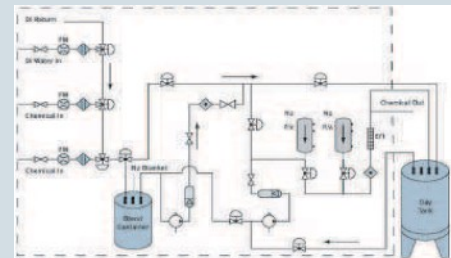 DI Return
FM
DI Water In
FM
Chemical In
FM
Chemical In
N₂ Blanket
Blend
Container
N₂
N₂
Chemical Out
Day
Tank